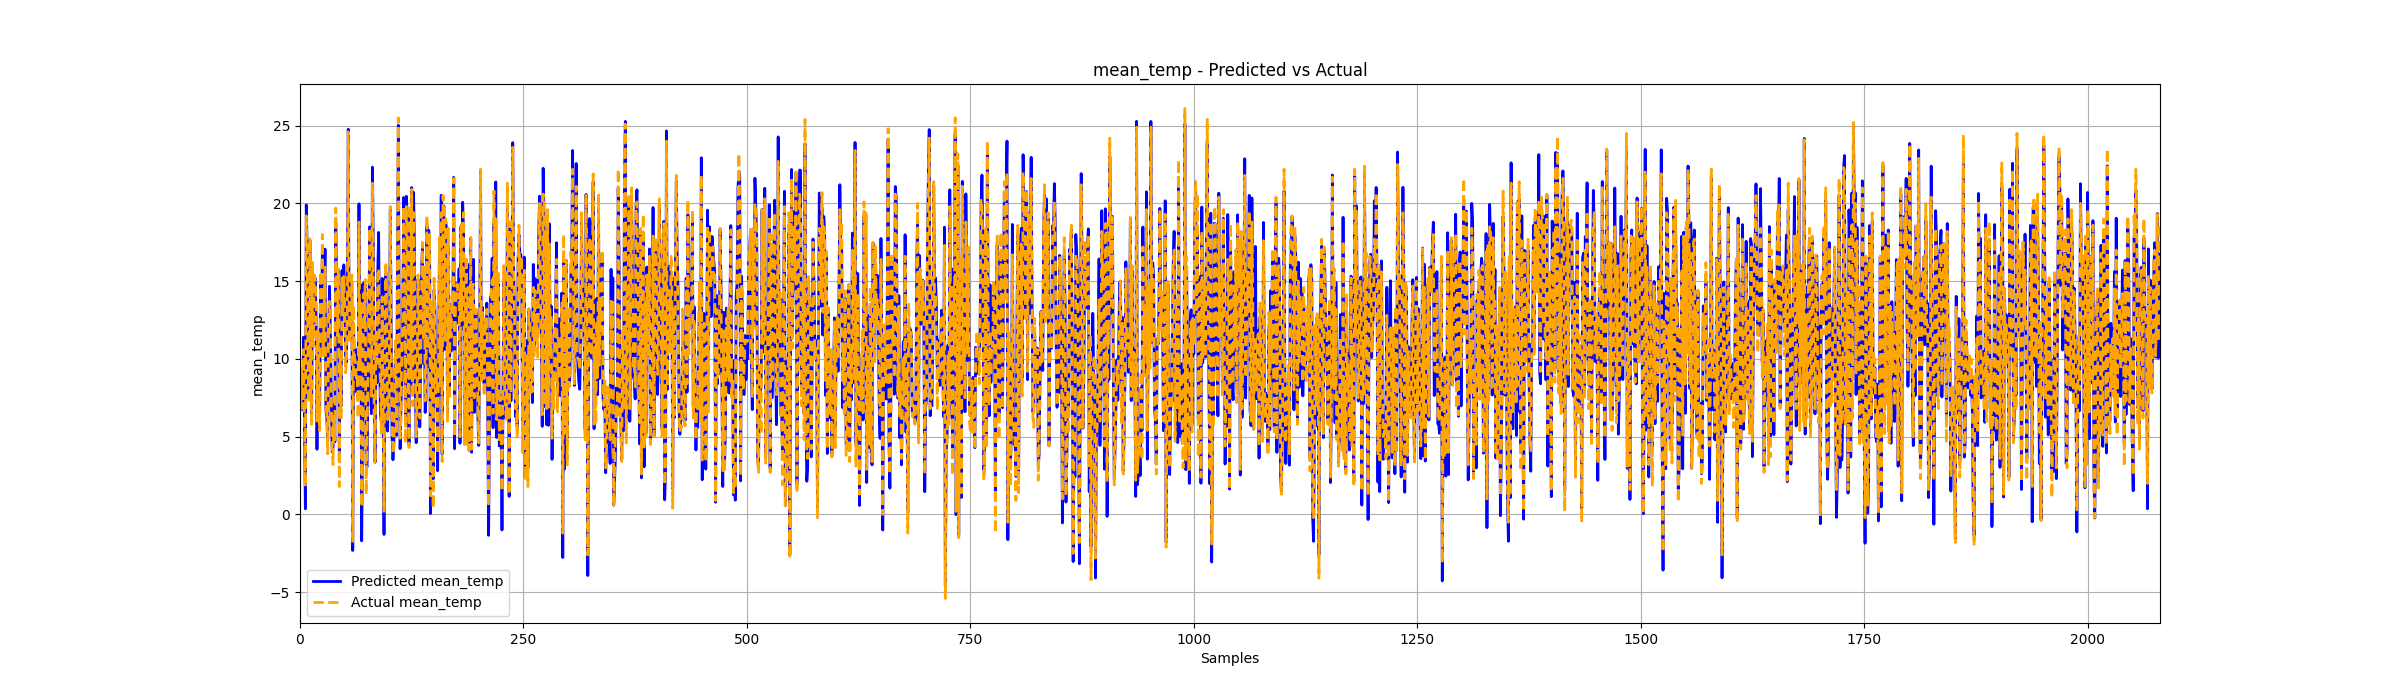 mean_temp - Predicted vs Actual
mean_temp
25
20
15
10
5
0
−5
Predicted mean_temp
Actual mean_temp
0 250 500 750 1000 1250 1500 1750 2000
Samples